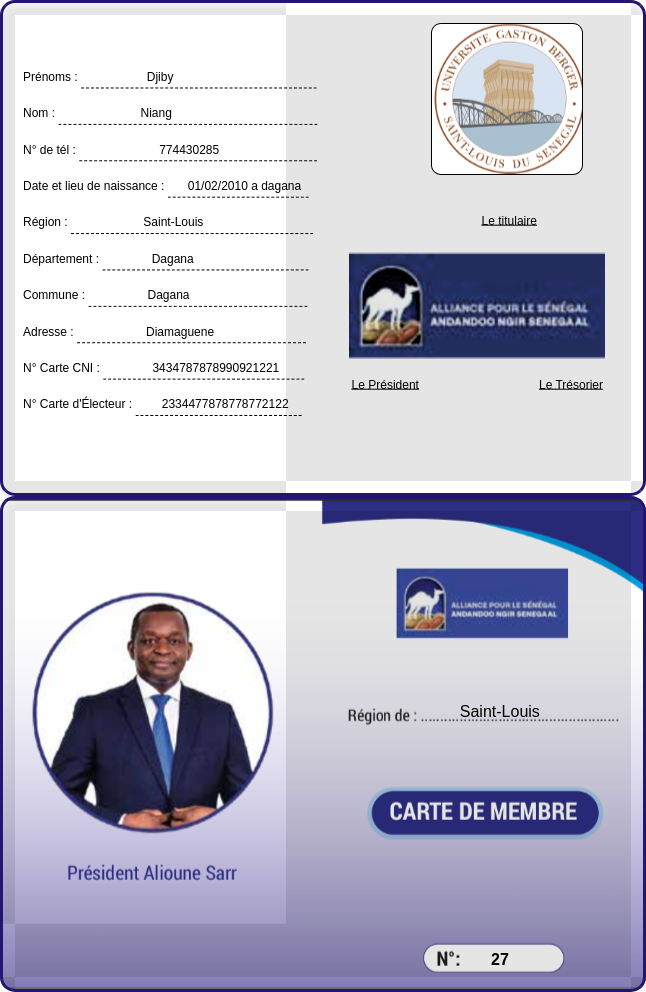 Prénoms : Djiby
Nom : Niang
N° de tél : 774430285
Date et lieu de naissance : 01/02/2010 a dagana
Région : Saint-Louis
Département : Dagana
Commune : Dagana
Adresse : Diamaguene
N° Carte CNI : 3434787878990921221
N° Carte d'Électeur : 2334477878778772122
UNIVERSITE GASTON BERGER
SAINT-LOUIS DU SENEGAL
Le titulaire
ALLIANCE POUR LE SÉNÉGAL
ANDANDOO NGIR SENEGAAL
Le Président
Le Trésorier
Président Alioune Sarr
ALLIANCE POUR LE SÉNÉGAL
ANDANDOO NGIR SENEGAAL
Région de : Saint-Louis
CARTE DE MEMBRE
N°: 27